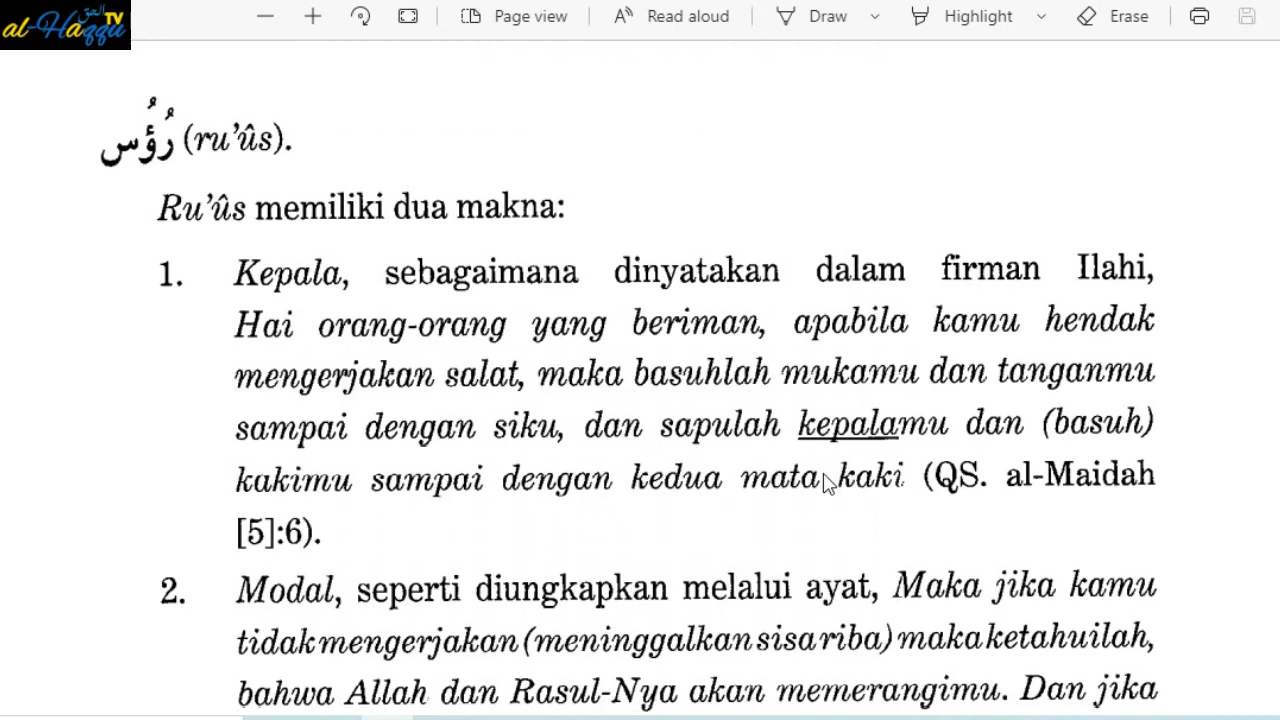 al-Haqqu TV
الحق
Page view
Read aloud
Draw
Highlight
Erase
رُؤُس (ru’ûs).
Ru’ûs memiliki dua makna:
1. Kepala, sebagaimana dinyatakan dalam firman Ilahi,
Hai orang-orang yang beriman, apabila kamu hendak
mengerjakan salat, maka basuhlah mukamu dan tanganmu
sampai dengan siku, dan sapulah kepalamu dan (basuh)
kakimu sampai dengan kedua mata kaki (QS. al-Maidah
[5]:6).
2. Modal, seperti diungkapkan melalui ayat, Maka jika kamu
tidak mengerjakan (meninggalkan sisa riba) maka ketahuilah,
bahwa Allah dan Rasul-Nya akan memerangimu. Dan jika